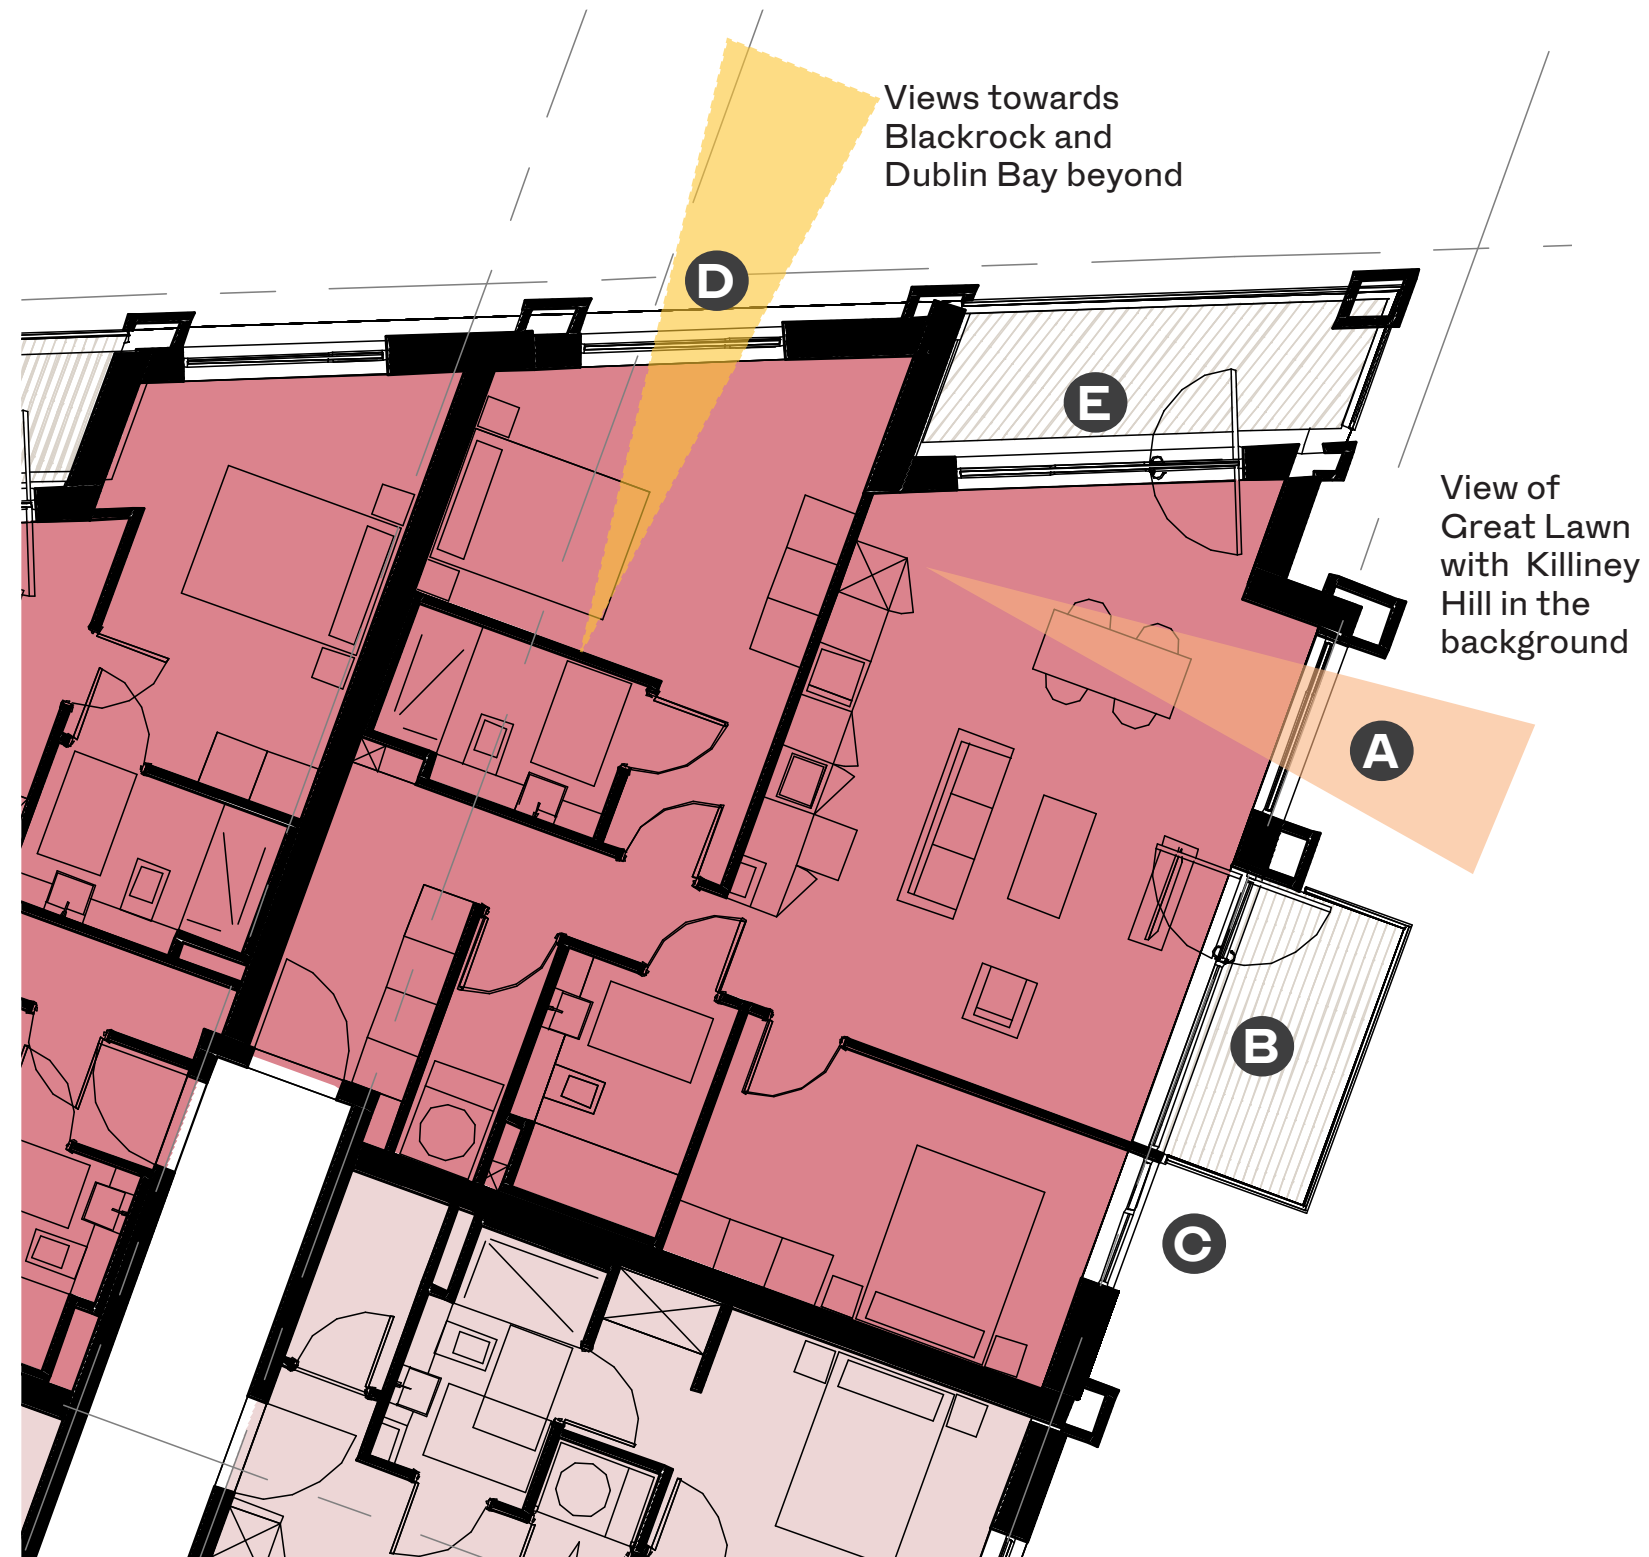 Views towards
Blackrock and
Dublin Bay beyond
D
E
View of
Great Lawn
with Killiney
Hill in the
background
A
B
C